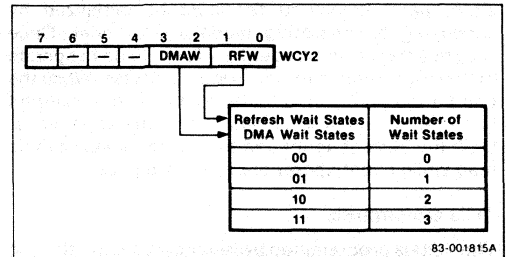 7 6 5 4 3 2 1 0
— — — — DMAW RFW WCY2
Refresh Wait States Number of
DMA Wait States Wait States
00 0
01 1
10 2
11 3
83-001815A